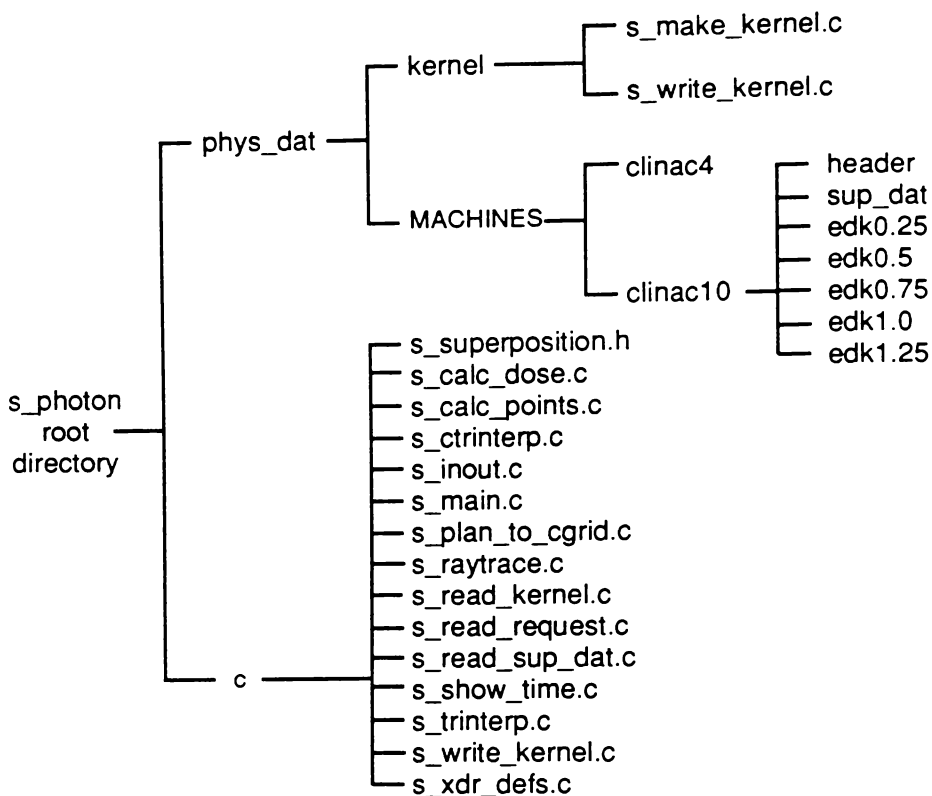 s_photon
root
directory
phys_dat
kernel
s_make_kernel.c
s_write_kernel.c
MACHINES
clinac4
clinac10
header
sup_dat
edk0.25
edk0.5
edk0.75
edk1.0
edk1.25
c
s_superposition.h
s_calc_dose.c
s_calc_points.c
s_ctrinterp.c
s_inout.c
s_main.c
s_plan_to_cgrid.c
s_raytrace.c
s_read_kernel.c
s_read_request.c
s_read_sup_dat.c
s_show_time.c
s_trinterp.c
s_write_kernel.c
s_xdr_defs.c